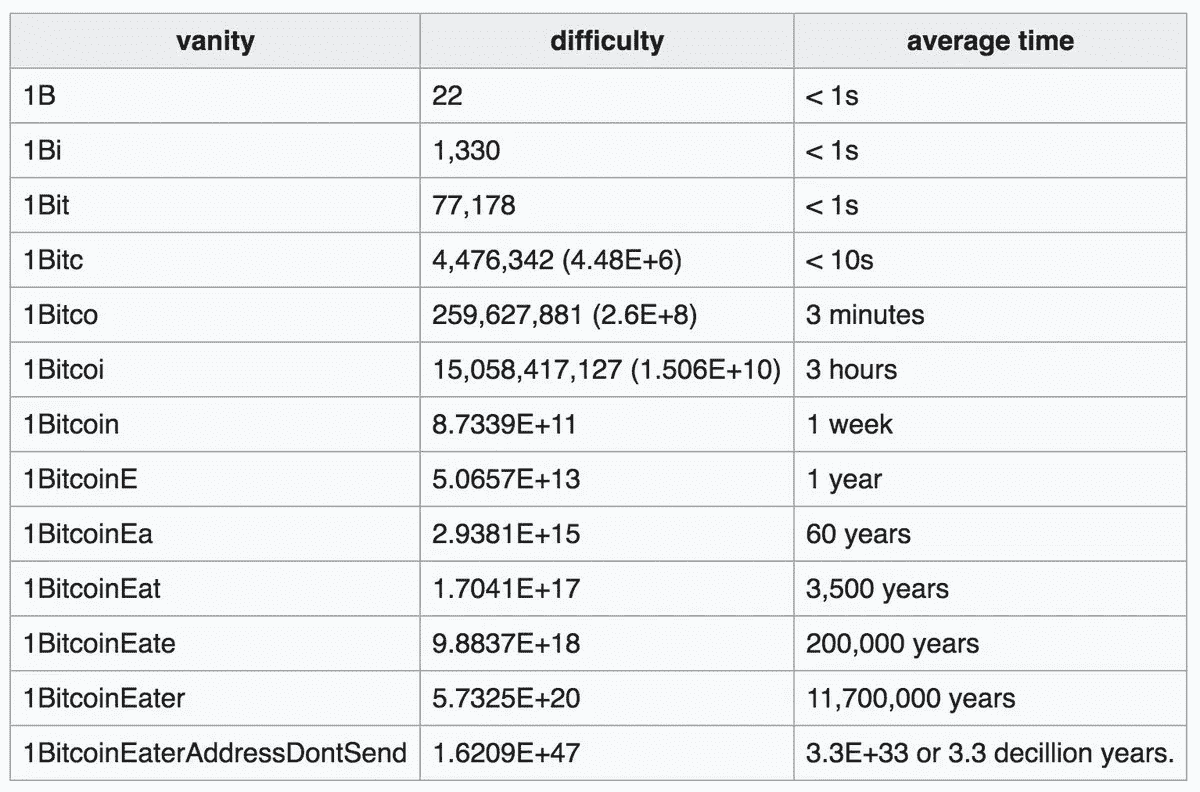 vanity difficulty average time
1B 22 < 1s
1Bi 1,330 < 1s
1Bit 77,178 < 1s
1Bitc 4,476,342 (4.48E+6) < 10s
1Bitco 259,627,881 (2.6E+8) 3 minutes
1Bitcoi 15,058,417,127 (1.506E+10) 3 hours
1Bitcoin 8.7339E+11 1 week
1BitcoinE 5.0657E+13 1 year
1BitcoinEa 2.9381E+15 60 years
1BitcoinEat 1.7041E+17 3,500 years
1BitcoinEate 9.8837E+18 200,000 years
1BitcoinEater 5.7325E+20 11,700,000 years
1BitcoinEaterAddressDontSend 1.6209E+47 3.3E+33 or 3.3 decillion years.